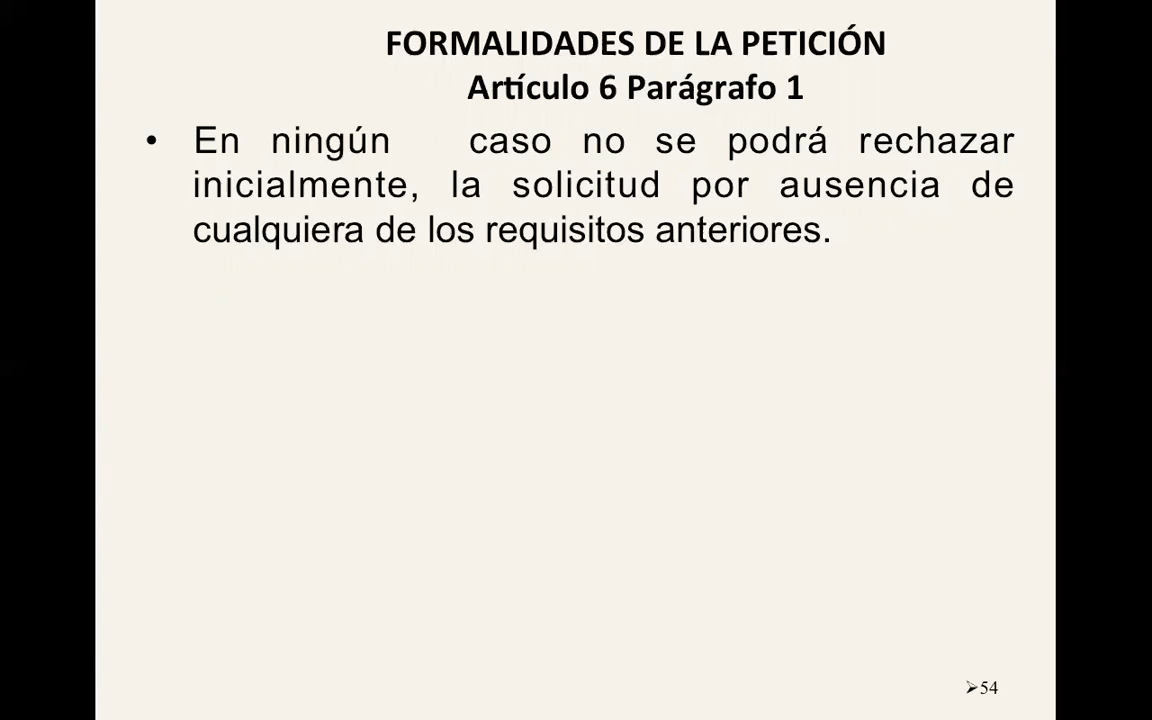 FORMALIDADES DE LA PETICIÓN
Artículo 6 Parágrafo 1
• En ningún caso no se podrá rechazar
inicialmente, la solicitud por ausencia de
cualquiera de los requisitos anteriores.
➢54